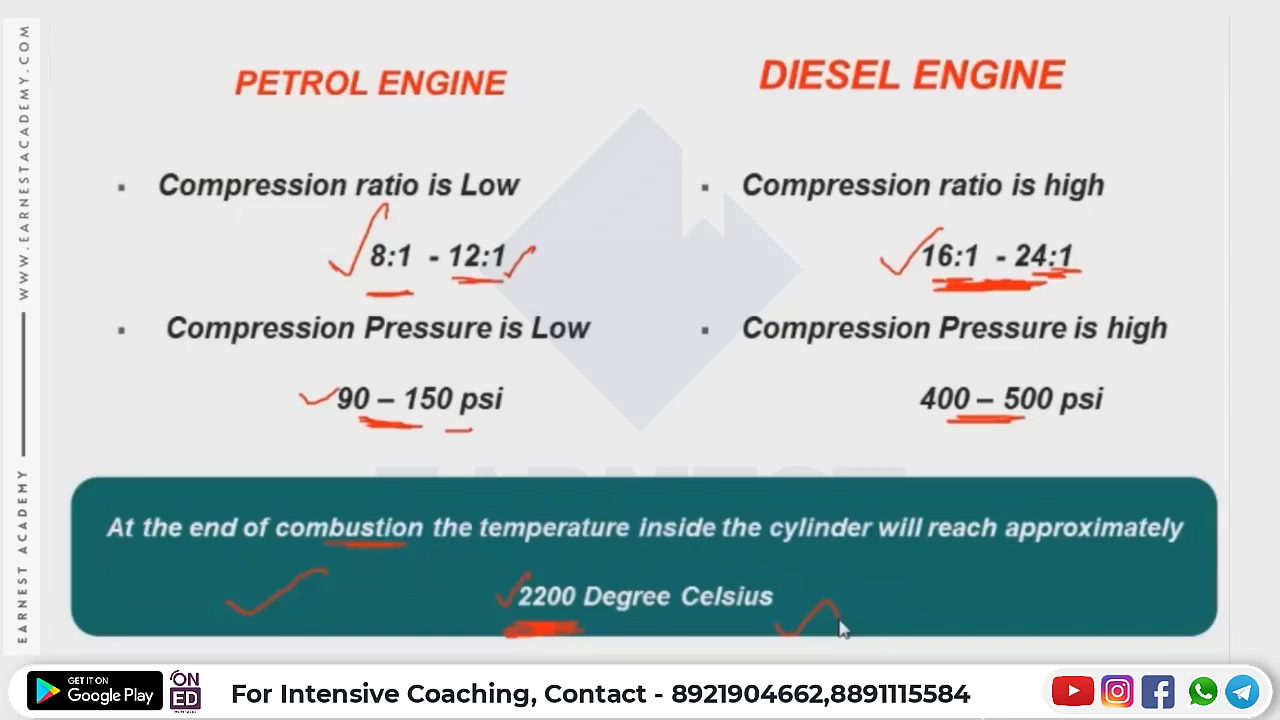 WWW.EARNESTACADEMY.COM
EARNEST ACADEMY
PETROL ENGINE
▪ Compression ratio is Low
8:1 - 12:1
▪ Compression Pressure is Low
90 – 150 psi
DIESEL ENGINE
▪ Compression ratio is high
16:1 - 24:1
▪ Compression Pressure is high
400 – 500 psi
EARNEST
At the end of combustion the temperature inside the cylinder will reach approximately
2200 Degree Celsius
GET IT ON
Google Play
ON
ED
For Intensive Coaching, Contact - 8921904662,8891115584